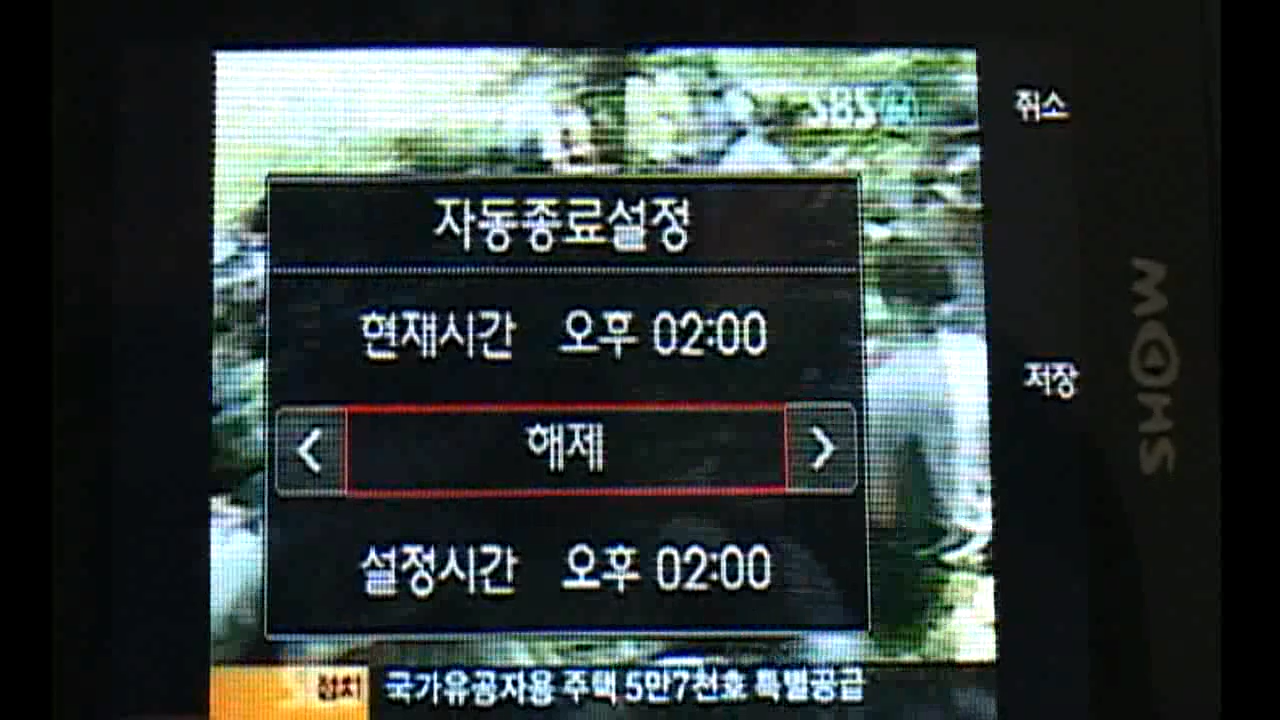 SBS
취소
자동종료설정
현재시간 오후 02:00
해제
저장
설정시간 오후 02:00
SHOW
국가유공자용 주택 5만7천호 특별공급